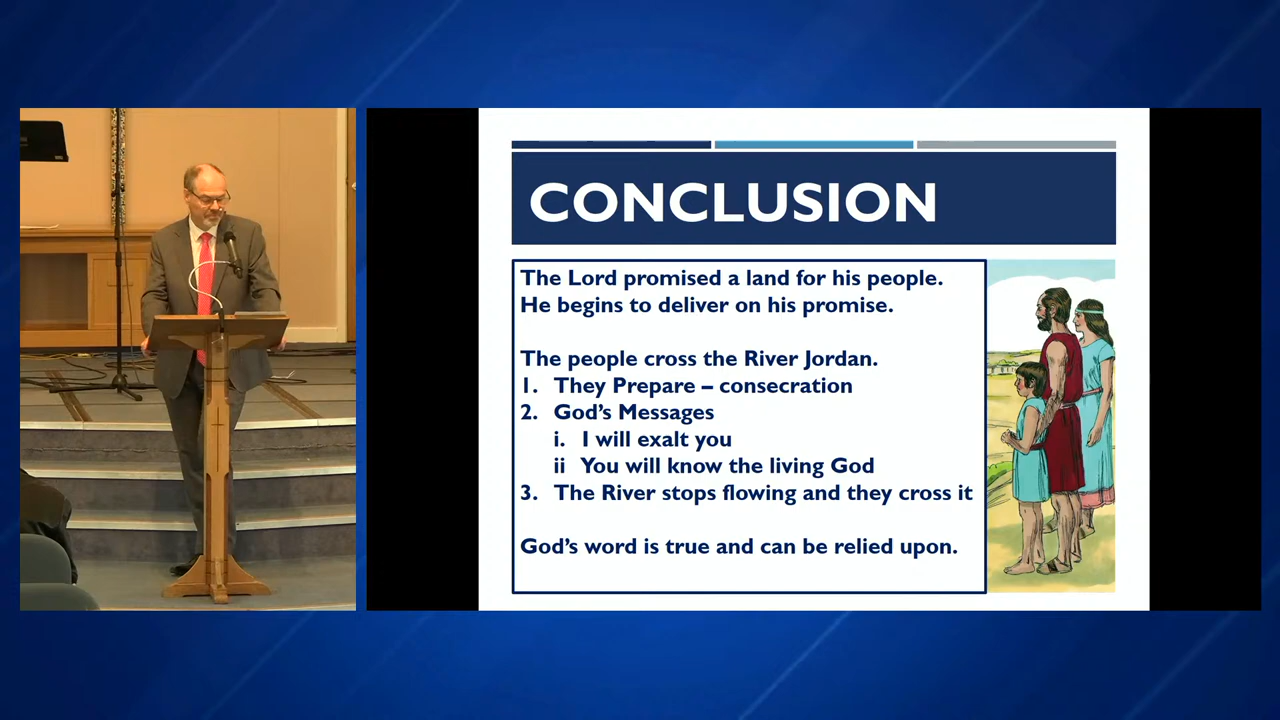 CONCLUSION
The Lord promised a land for his people.
He begins to deliver on his promise.
The people cross the River Jordan.
1. They Prepare – consecration
2. God's Messages
i. I will exalt you
ii You will know the living God
3. The River stops flowing and they cross it
God's word is true and can be relied upon.